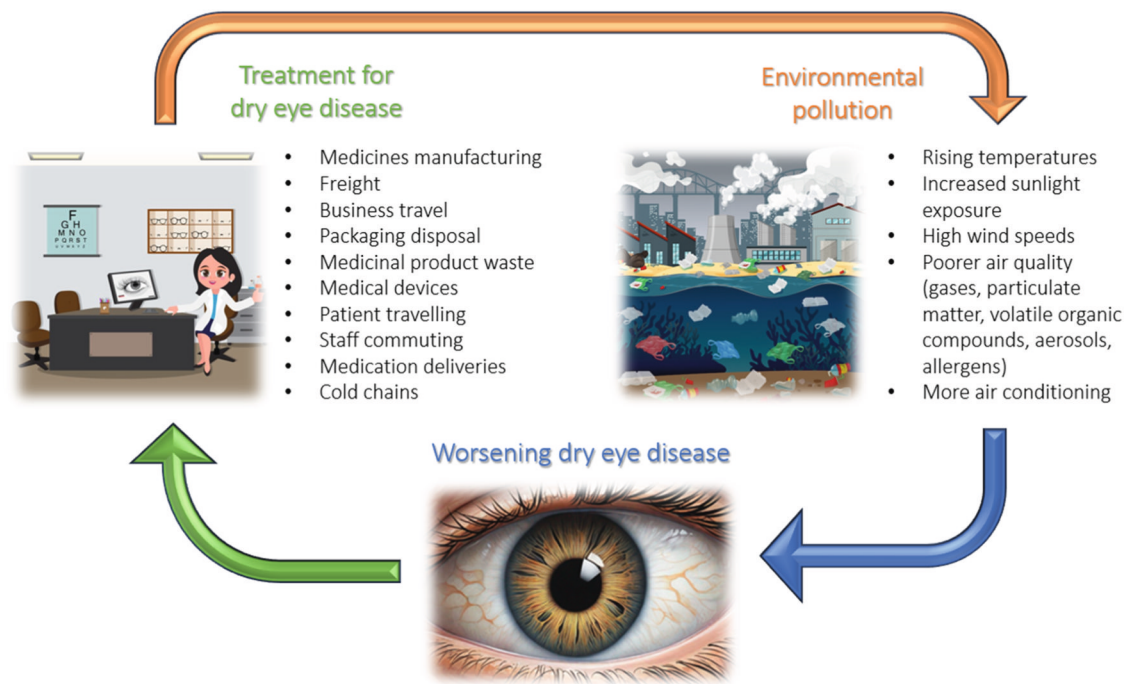 Treatment for
dry eye disease
• Medicines manufacturing
• Freight
• Business travel
• Packaging disposal
• Medicinal product waste
• Medical devices
• Patient travelling
• Staff commuting
• Medication deliveries
• Cold chains
F
G H
M N O
P Q R S T
U V W E Y Z
Environmental
pollution
• Rising temperatures
• Increased sunlight
exposure
• High wind speeds
• Poorer air quality
(gases, particulate
matter, volatile organic
compounds, aerosols,
allergens)
• More air conditioning
Worsening dry eye disease